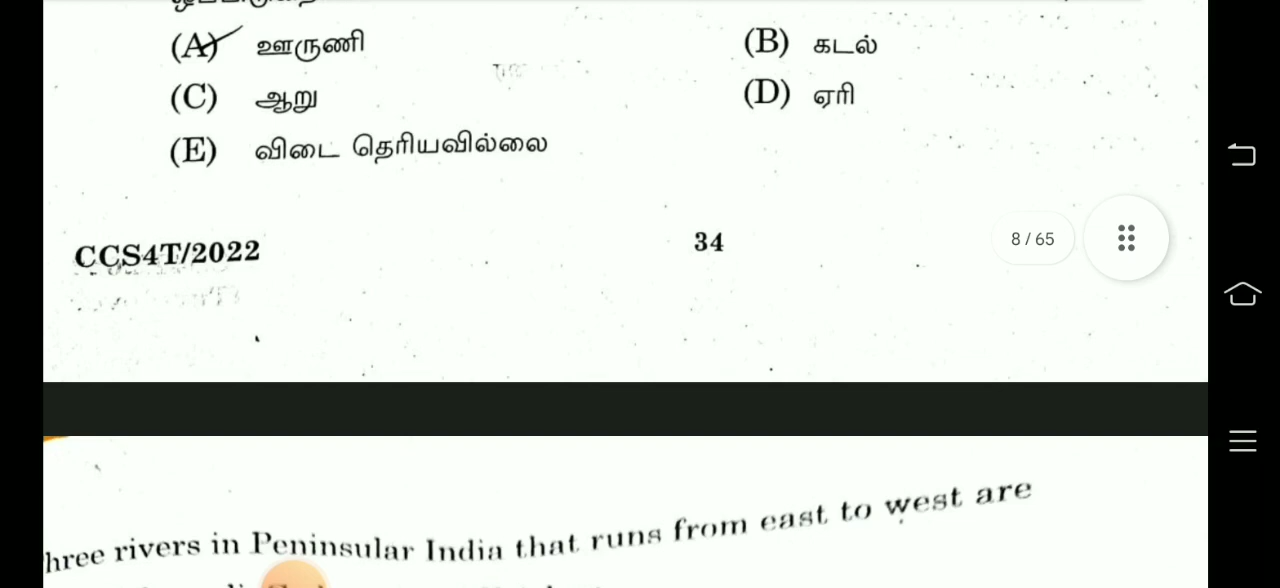 (A) ஊருணி
(B) கடல்
(C) ஆறு
(D) ஏரி
(E) விடை தெரியவில்லை
CCS4T/2022
34
8 / 65
hree rivers in Peninsular India that runs from east to west are